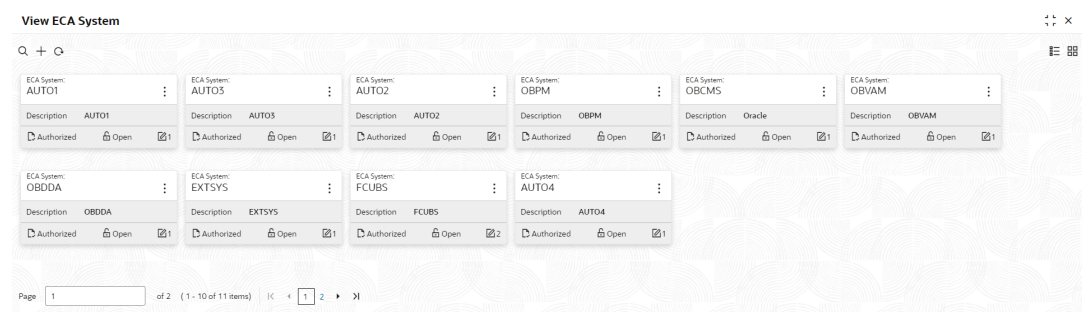 View ECA System
ECA System:
AUTO1
Description AUTO1
Authorized Open 1
ECA System:
AUTO3
Description AUTO3
Authorized Open 1
ECA System:
AUTO2
Description AUTO2
Authorized Open 1
ECA System:
OBPM
Description OBPM
Authorized Open 1
ECA System:
OBCMS
Description Oracle
Authorized Open 1
ECA System:
OBVAM
Description OBVAM
Authorized Open 1
ECA System:
OBDDA
Description OBDDA
Authorized Open 1
ECA System:
EXTSYS
Description EXTSYS
Authorized Open 1
ECA System:
FCUBS
Description FCUBS
Authorized Open 2
ECA System:
AUTO4
Description AUTO4
Authorized Open 1
Page 1 of 2 ( 1 - 10 of 11 items) 1 2